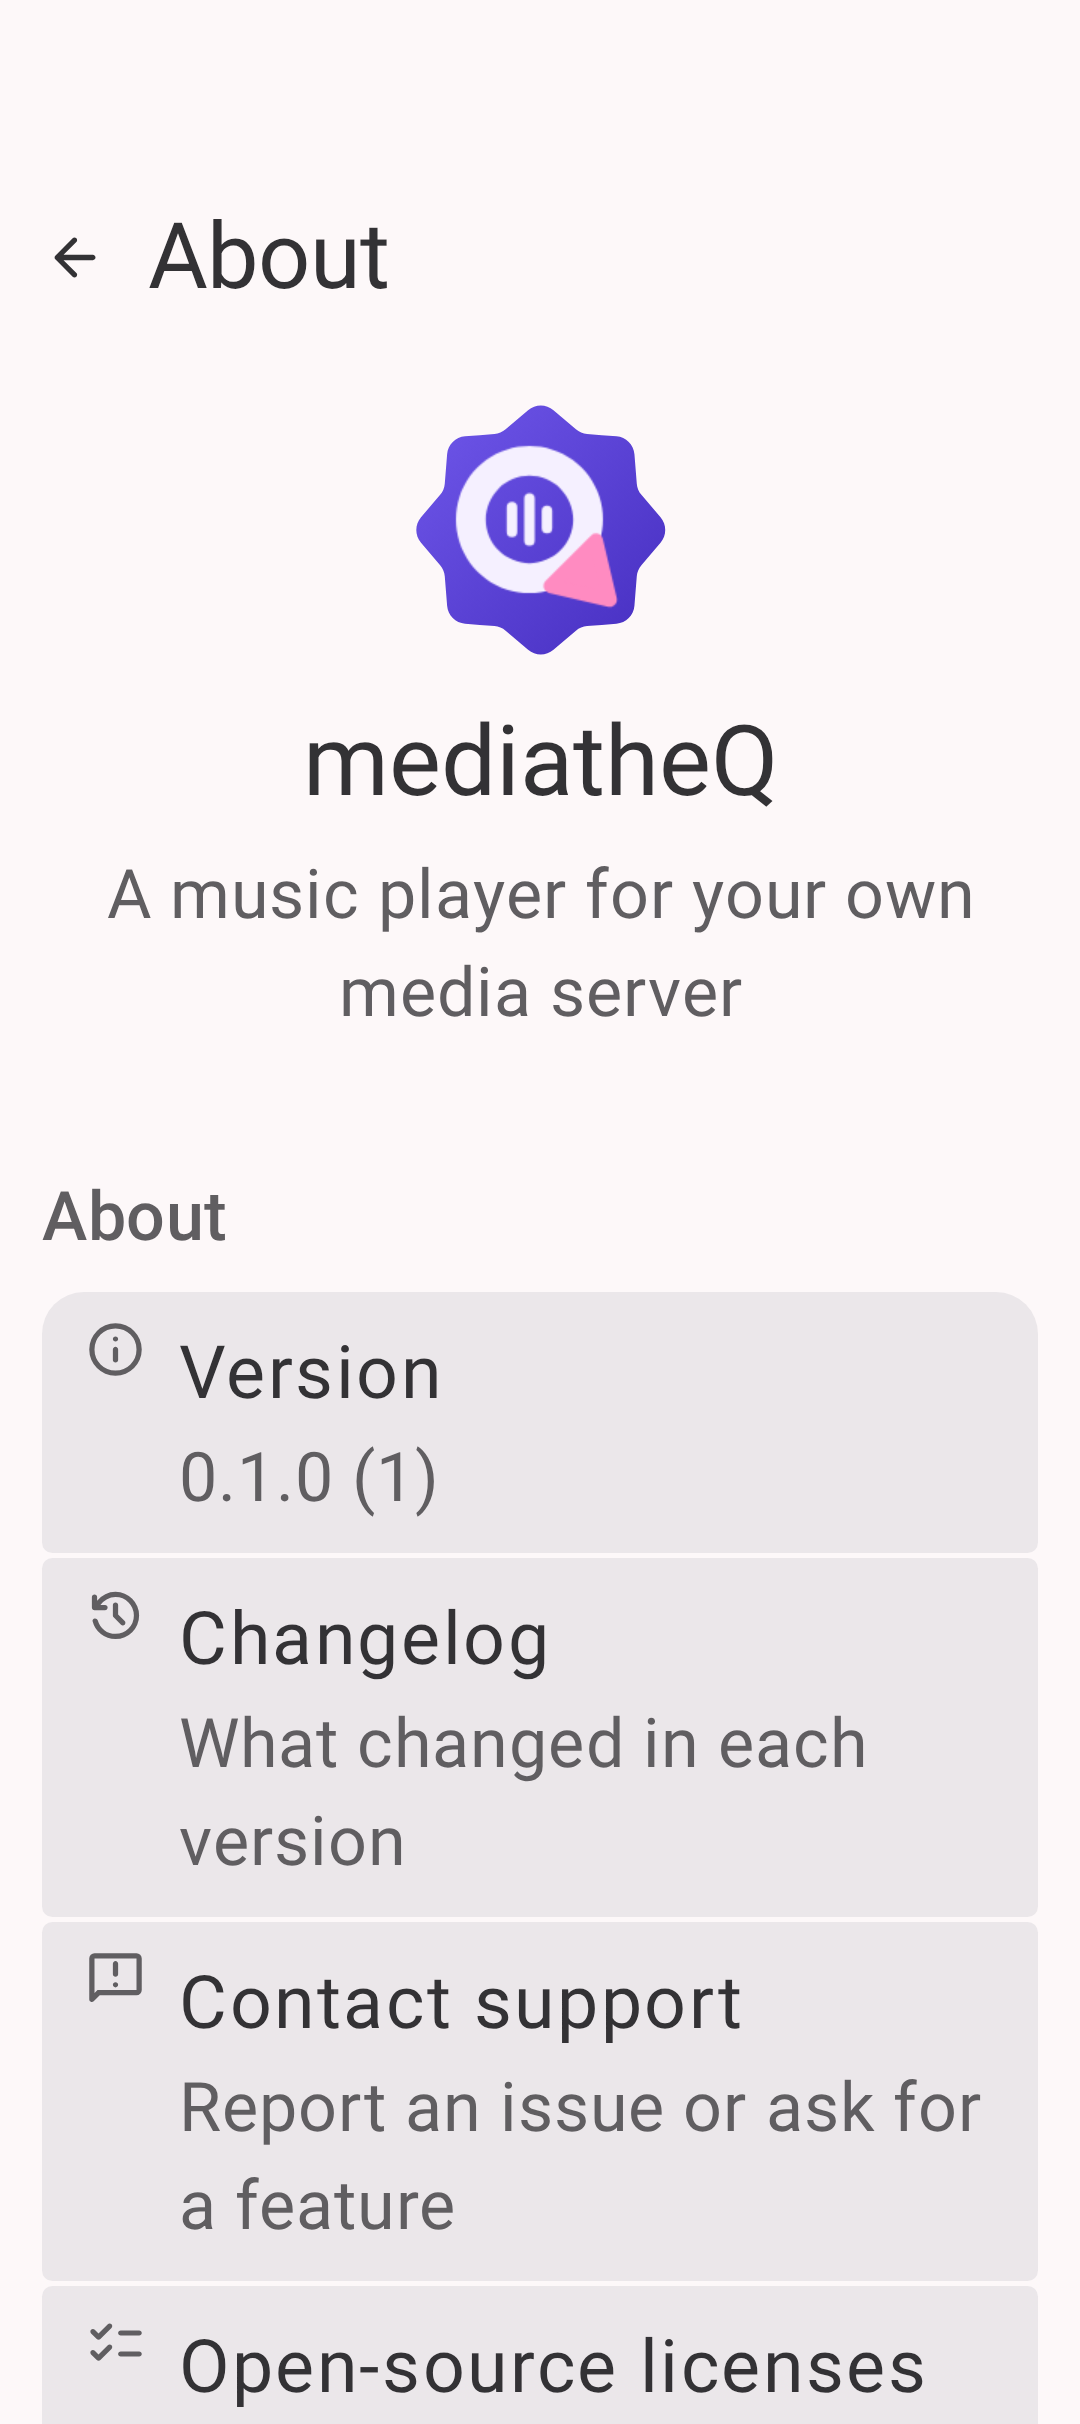 About
mediatheQ
A music player for your own
media server
About
Version
0.1.0 (1)
Changelog
What changed in each
version
Contact support
Report an issue or ask for
a feature
Open-source licenses